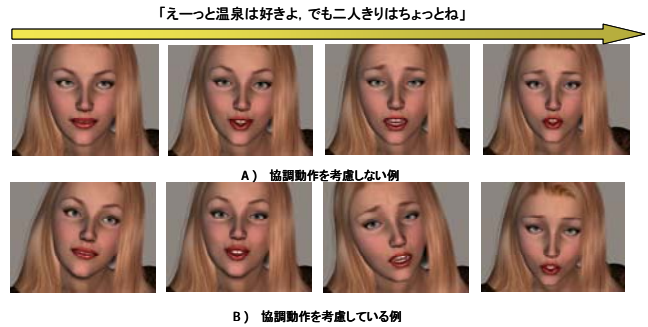 「えーっと温泉は好きよ，でも二人きりはちょっとね」
A )　協調動作を考慮しない例
B )　協調動作を考慮している例